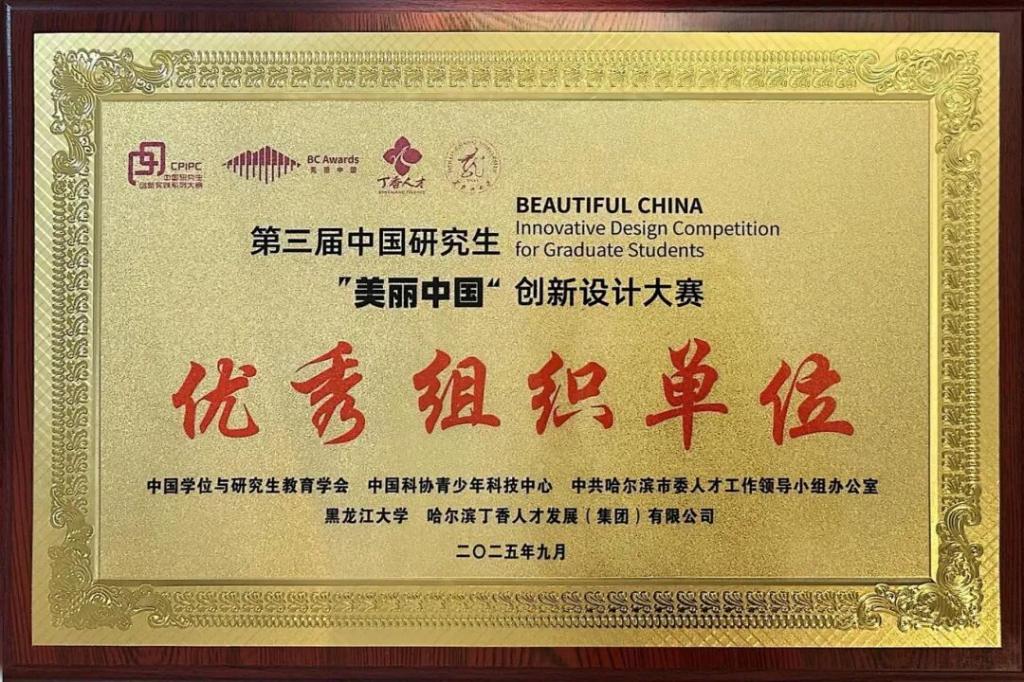 CPIPC
中国研究生
创新实践系列大赛
BC Awards
美丽中国
丁香人才
BEAUTIFUL CHINA
Innovative Design Competition
for Graduate Students
第三届中国研究生
"美丽中国" 创新设计大赛
优秀组织单位
中国学位与研究生教育学会 中国科协青少年科技中心 中共哈尔滨市委人才工作领导小组办公室
黑龙江大学 哈尔滨丁香人才发展（集团）有限公司
二〇二五年九月